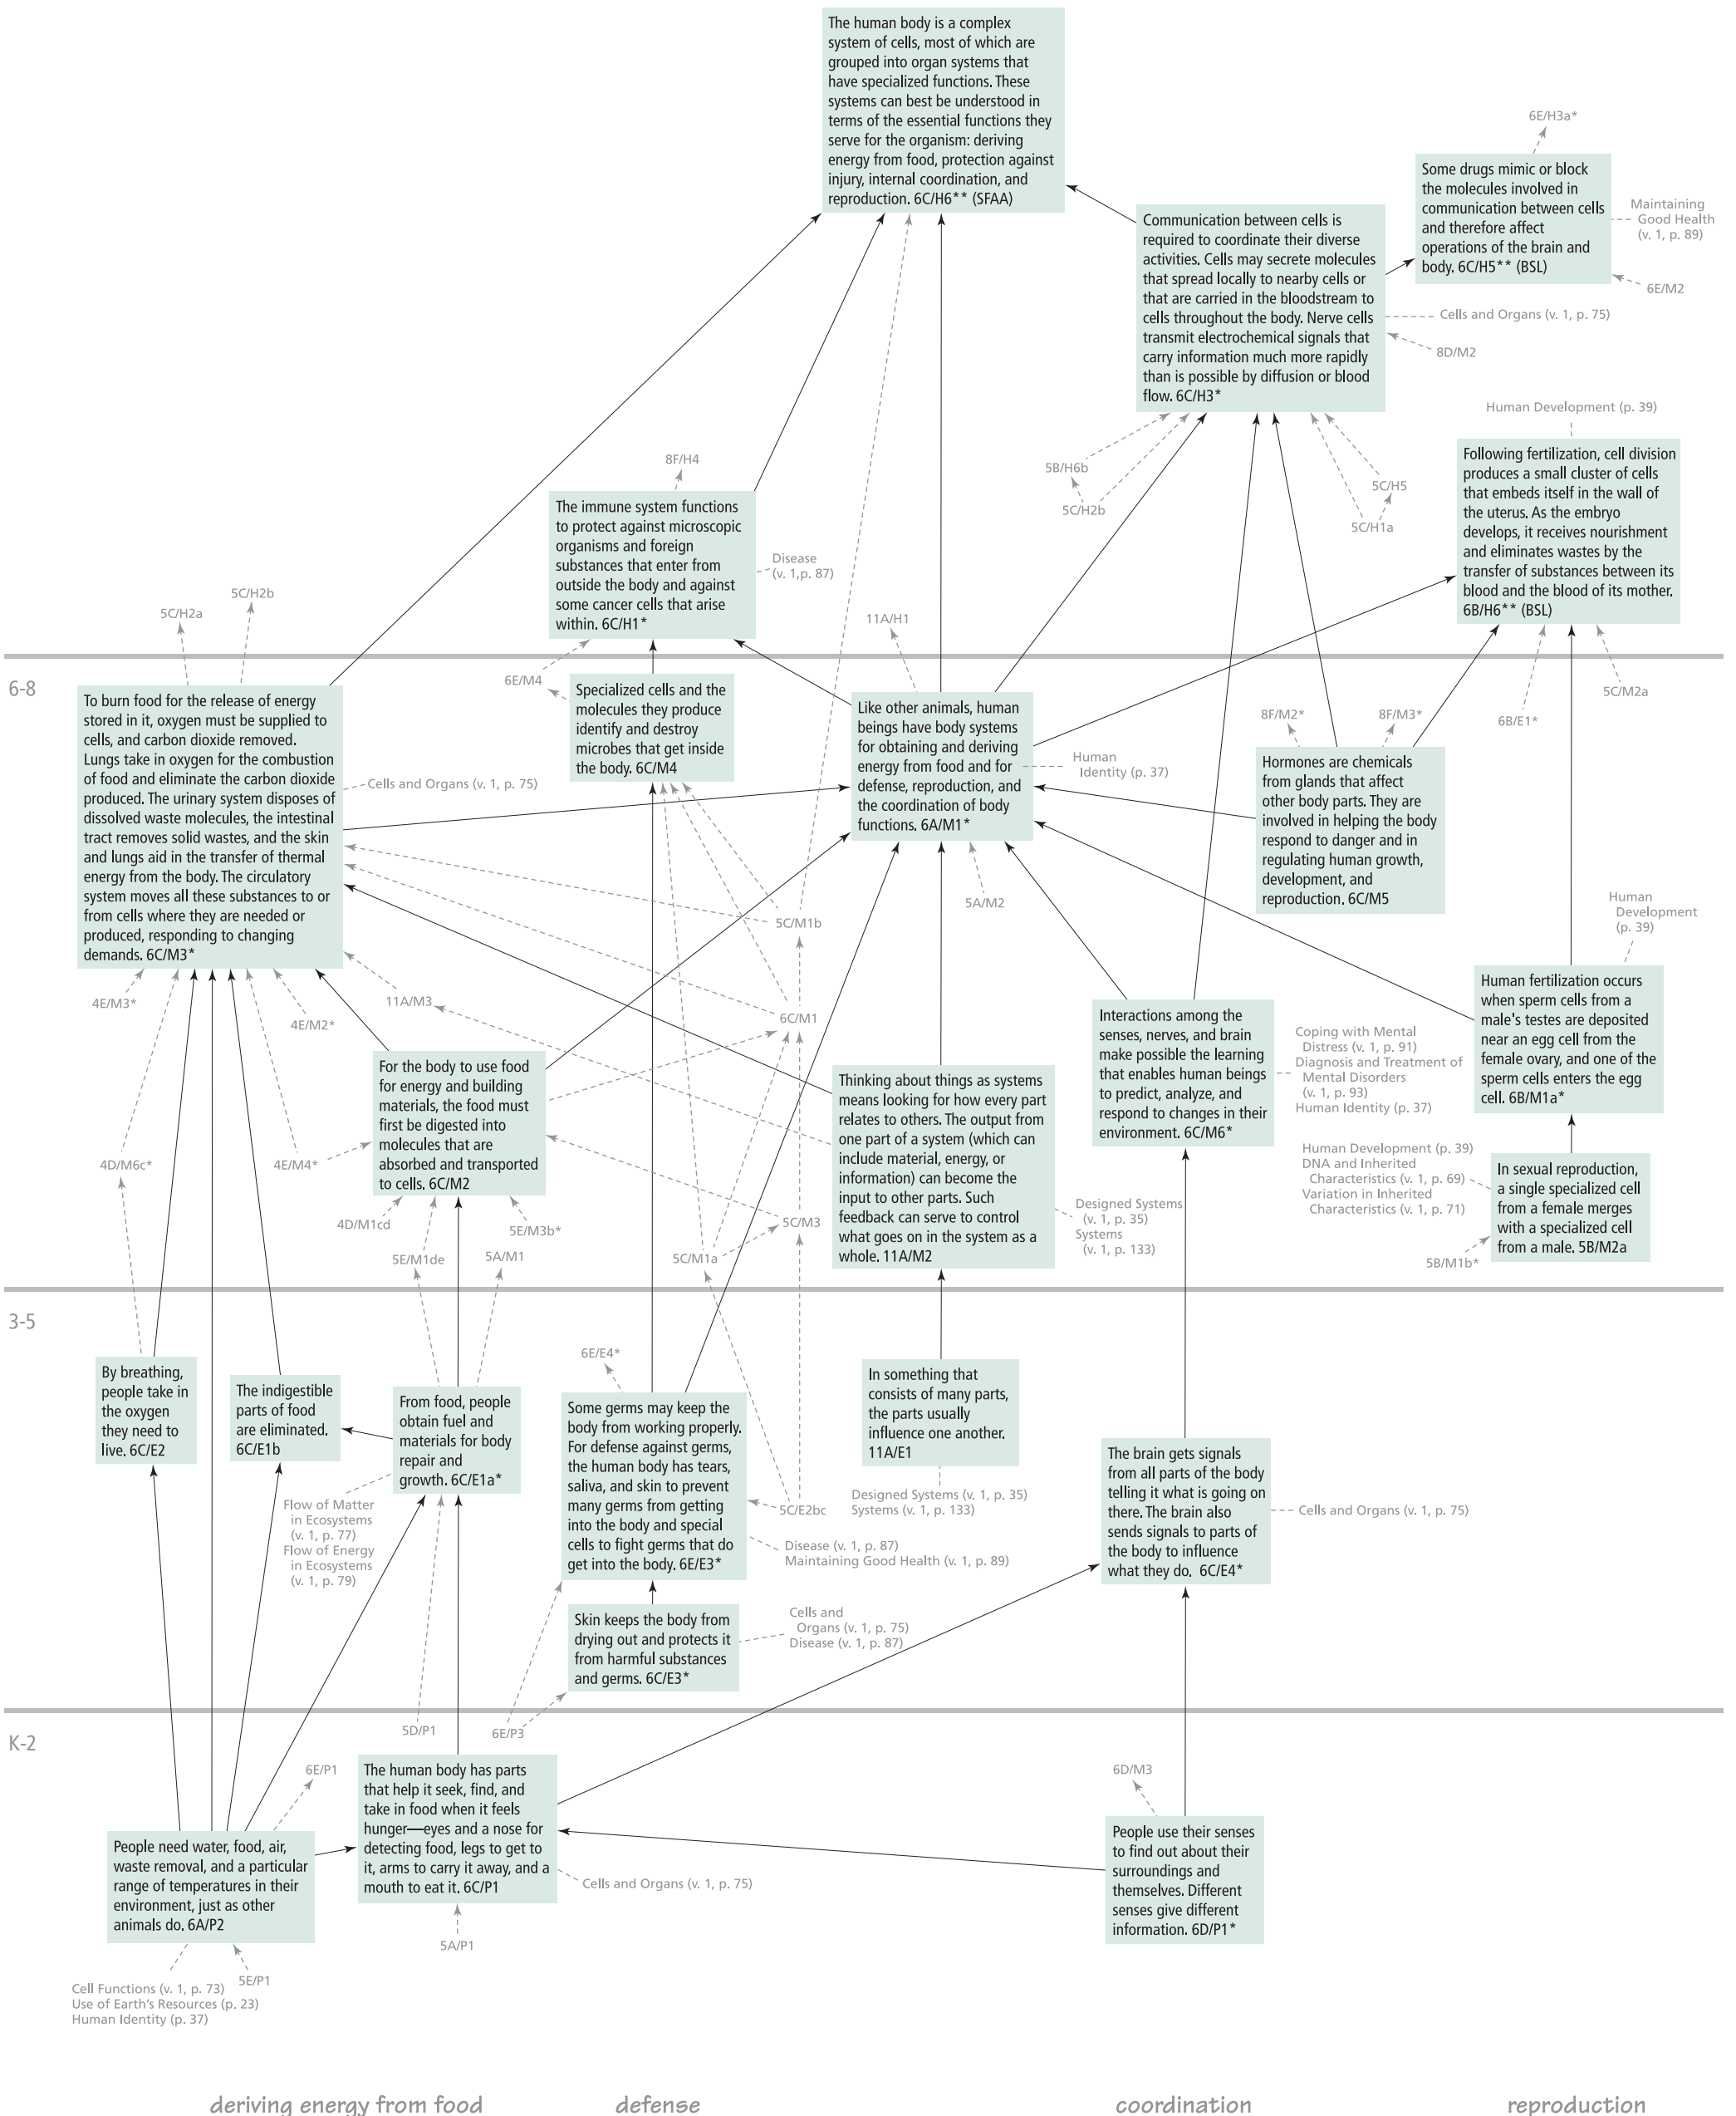 The human body is a complex
system of cells, most of which are
grouped into organ systems that
have specialized functions. These
systems can best be understood in
terms of the essential functions they
serve for the organism: deriving
energy from food, protection against
injury, internal coordination, and
reproduction. 6C/H6** (SFAA)
6E/H3a*
Some drugs mimic or block
the molecules involved in
communication between cells
and therefore affect
operations of the brain and
body. 6C/H5** (BSL)
Maintaining
Good Health
(v. 1, p. 89)
6E/M2
Communication between cells is
required to coordinate their diverse
activities. Cells may secrete molecules
that spread locally to nearby cells or
that are carried in the bloodstream to
cells throughout the body. Nerve cells
transmit electrochemical signals that
carry information much more rapidly
than is possible by diffusion or blood
flow. 6C/H3*
Cells and Organs (v. 1, p. 75)
8D/M2
Human Development (p. 39)
Following fertilization, cell division
produces a small cluster of cells
that embeds itself in the wall of
the uterus. As the embryo
develops, it receives nourishment
and eliminates wastes by the
transfer of substances between its
blood and the blood of its mother.
6B/H6** (BSL)
5B/H6b
5C/H2b
5C/H5
5C/H1a
8F/H4
The immune system functions
to protect against microscopic
organisms and foreign
substances that enter from
outside the body and against
some cancer cells that arise
within. 6C/H1*
Disease
(v. 1,p. 87)
5C/H2a
5C/H2b
11A/H1
6-8
To burn food for the release of energy
stored in it, oxygen must be supplied to
cells, and carbon dioxide removed.
Lungs take in oxygen for the combustion
of food and eliminate the carbon dioxide
produced. The urinary system disposes of
dissolved waste molecules, the intestinal
tract removes solid wastes, and the skin
and lungs aid in the transfer of thermal
energy from the body. The circulatory
system moves all these substances to or
from cells where they are needed or
produced, responding to changing
demands. 6C/M3*
Cells and Organs (v. 1, p. 75)
6E/M4
Specialized cells and the
molecules they produce
identify and destroy
microbes that get inside
the body. 6C/M4
Like other animals, human
beings have body systems
for obtaining and deriving
energy from food and for
defense, reproduction, and
the coordination of body
functions. 6A/M1*
Human
Identity (p. 37)
8F/M2*
8F/M3*
6B/E1*
5C/M2a
Hormones are chemicals
from glands that affect
other body parts. They are
involved in helping the body
respond to danger and in
regulating human growth,
development, and
reproduction. 6C/M5
5A/M2
5C/M1b
Human
Development
(p. 39)
4E/M3*
11A/M3
4E/M2*
6C/M1
Human fertilization occurs
when sperm cells from a
male's testes are deposited
near an egg cell from the
female ovary, and one of the
sperm cells enters the egg
cell. 6B/M1a*
Interactions among the
senses, nerves, and brain
make possible the learning
that enables human beings
to predict, analyze, and
respond to changes in their
environment. 6C/M6*
Coping with Mental
Distress (v. 1, p. 91)
Diagnosis and Treatment of
Mental Disorders
(v. 1, p. 93)
Human Identity (p. 37)
For the body to use food
for energy and building
materials, the food must
first be digested into
molecules that are
absorbed and transported
to cells. 6C/M2
Thinking about things as systems
means looking for how every part
relates to others. The output from
one part of a system (which can
include material, energy, or
information) can become the
input to other parts. Such
feedback can serve to control
what goes on in the system as a
whole. 11A/M2
Designed Systems
(v. 1, p. 35)
Systems
(v. 1, p. 133)
Human Development (p. 39)
DNA and Inherited
Characteristics (v. 1, p. 69)
Variation in Inherited
Characteristics (v. 1, p. 71)
In sexual reproduction,
a single specialized cell
from a female merges
with a specialized cell
from a male. 5B/M2a
5B/M1b*
4D/M6c*
4E/M4*
4D/M1cd
5E/M3b*
5E/M1de
5A/M1
5C/M3
5C/M1a
3-5
By breathing,
people take in
the oxygen
they need to
live. 6C/E2
The indigestible
parts of food
are eliminated.
6C/E1b
From food, people
obtain fuel and
materials for body
repair and
growth. 6C/E1a*
Flow of Matter
in Ecosystems
(v. 1, p. 77)
Flow of Energy
in Ecosystems
(v. 1, p. 79)
6E/E4*
Some germs may keep the
body from working properly.
For defense against germs,
the human body has tears,
saliva, and skin to prevent
many germs from getting
into the body and special
cells to fight germs that do
get into the body. 6E/E3*
5C/E2bc
Disease (v. 1, p. 87)
Maintaining Good Health (v. 1, p. 89)
In something that
consists of many parts,
the parts usually
influence one another.
11A/E1
Designed Systems (v. 1, p. 35)
Systems (v. 1, p. 133)
The brain gets signals
from all parts of the body
telling it what is going on
there. The brain also
sends signals to parts of
the body to influence
what they do. 6C/E4*
Cells and Organs (v. 1, p. 75)
Skin keeps the body from
drying out and protects it
from harmful substances
and germs. 6C/E3*
Cells and
Organs (v. 1, p. 75)
Disease (v. 1, p. 87)
5D/P1
6E/P3
K-2
6E/P1
The human body has parts
that help it seek, find, and
take in food when it feels
hunger—eyes and a nose for
detecting food, legs to get to
it, arms to carry it away, and a
mouth to eat it. 6C/P1
Cells and Organs (v. 1, p. 75)
5A/P1
People need water, food, air,
waste removal, and a particular
range of temperatures in their
environment, just as other
animals do. 6A/P2
5E/P1
Cell Functions (v. 1, p. 73)
Use of Earth's Resources (p. 23)
Human Identity (p. 37)
6D/M3
People use their senses
to find out about their
surroundings and
themselves. Different
senses give different
information. 6D/P1*
deriving energy from food
defense
coordination
reproduction